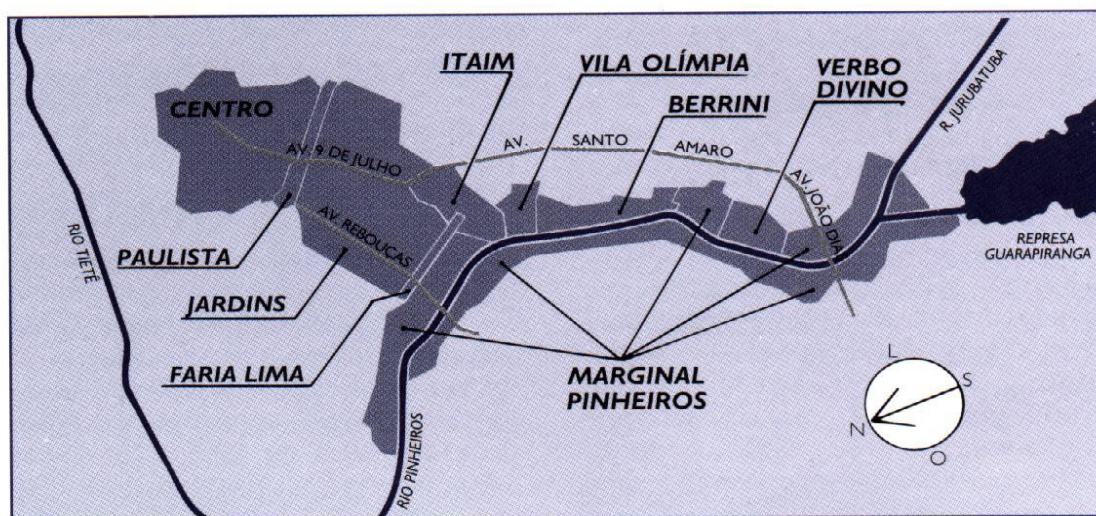 ITAIM
VILA OLÍMPIA
VERBO
DIVINO
BERRINI
R. JURUBATUBA
CENTRO
AV. 9 DE JULHO
AV. SANTO AMARO
AV. JOÃO DIA
PAULISTA
AV. REBOUÇAS
JARDINS
FARIA LIMA
RIO TIETÊ
RIO PINHEIROS
MARGINAL
PINHEIROS
REPRESA
GUARAPIRANGA
L
S
N
O